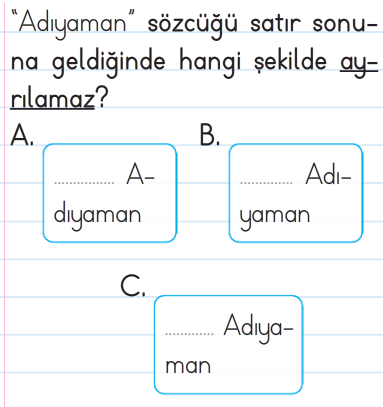 “Adıyaman” sözcüğü satır sonu-
na geldiğinde hangi şekilde ay-
rılamaz?
A.
B.
............... A-
dıyaman
............. Adı-
yaman
C.
............ Adıya-
man